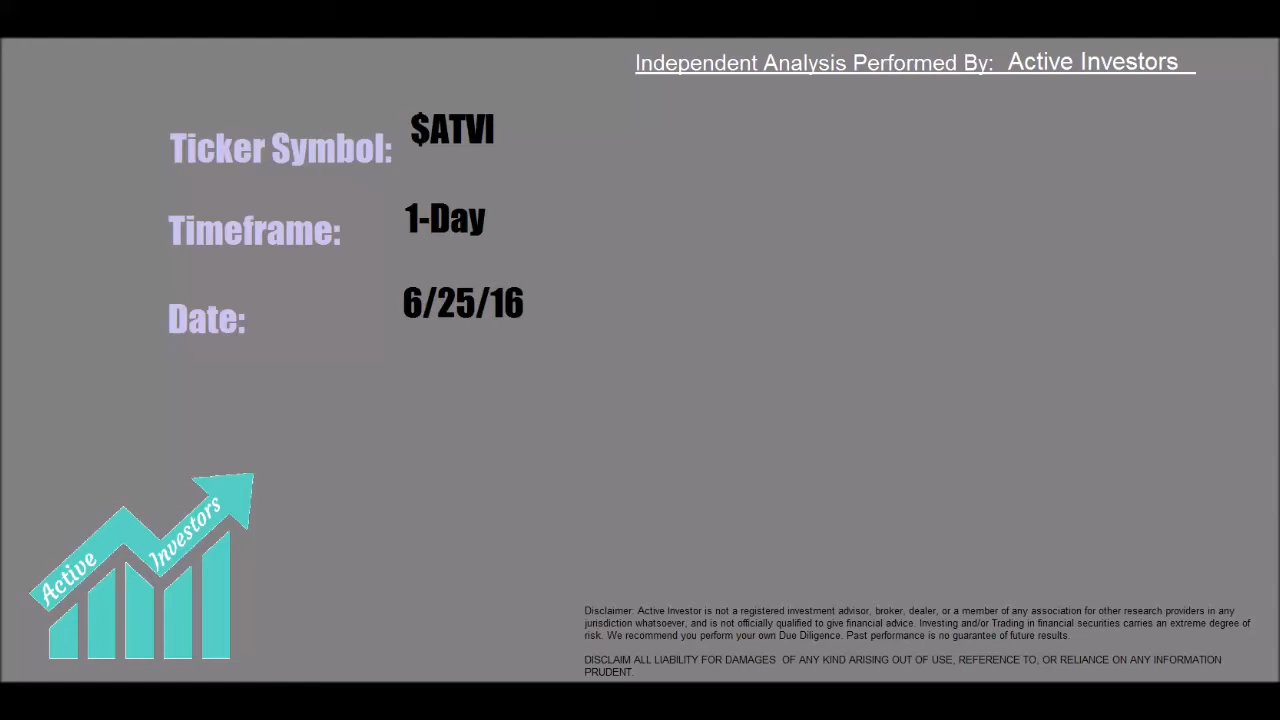 Independent Analysis Performed By: Active Investors
Ticker Symbol: $ATVI
Timeframe: 1-Day
Date: 6/25/16
Active Investors
Disclaimer: Active Investor is not a registered investment advisor, broker, dealer, or a member of any association for other research providers in any
jurisdiction whatsoever, and is not officially qualified to give financial advice. Investing and/or Trading in financial securities carries an extreme degree of
risk. We recommend you perform your own Due Diligence. Past performance is no guarantee of future results.
DISCLAIM ALL LIABILITY FOR DAMAGES OF ANY KIND ARISING OUT OF USE, REFERENCE TO, OR RELIANCE ON ANY INFORMATION
PRUDENT.